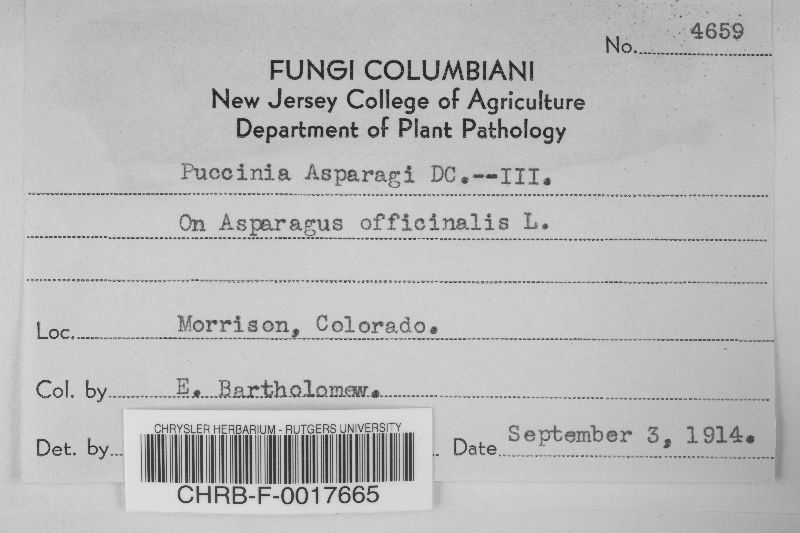 No. 4659
FUNGI COLUMBIANI
New Jersey College of Agriculture
Department of Plant Pathology
Puccinia Asparagi DC.--III.
On Asparagus officinalis L.
Loc. Morrison, Colorado.
Col. by E. Bartholomew.
Det. by Date September 3, 1914.
CHRYSLER HERBARIUM - RUTGERS UNIVERSITY
CHRB-F-0017665